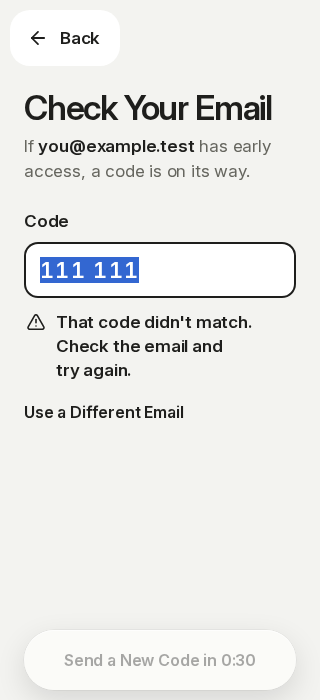 Back
Check Your Email
If you@example.test has early
access, a code is on its way.
Code
111 111
That code didn't match.
Check the email and
try again.
Use a Different Email
Send a New Code in 0:30